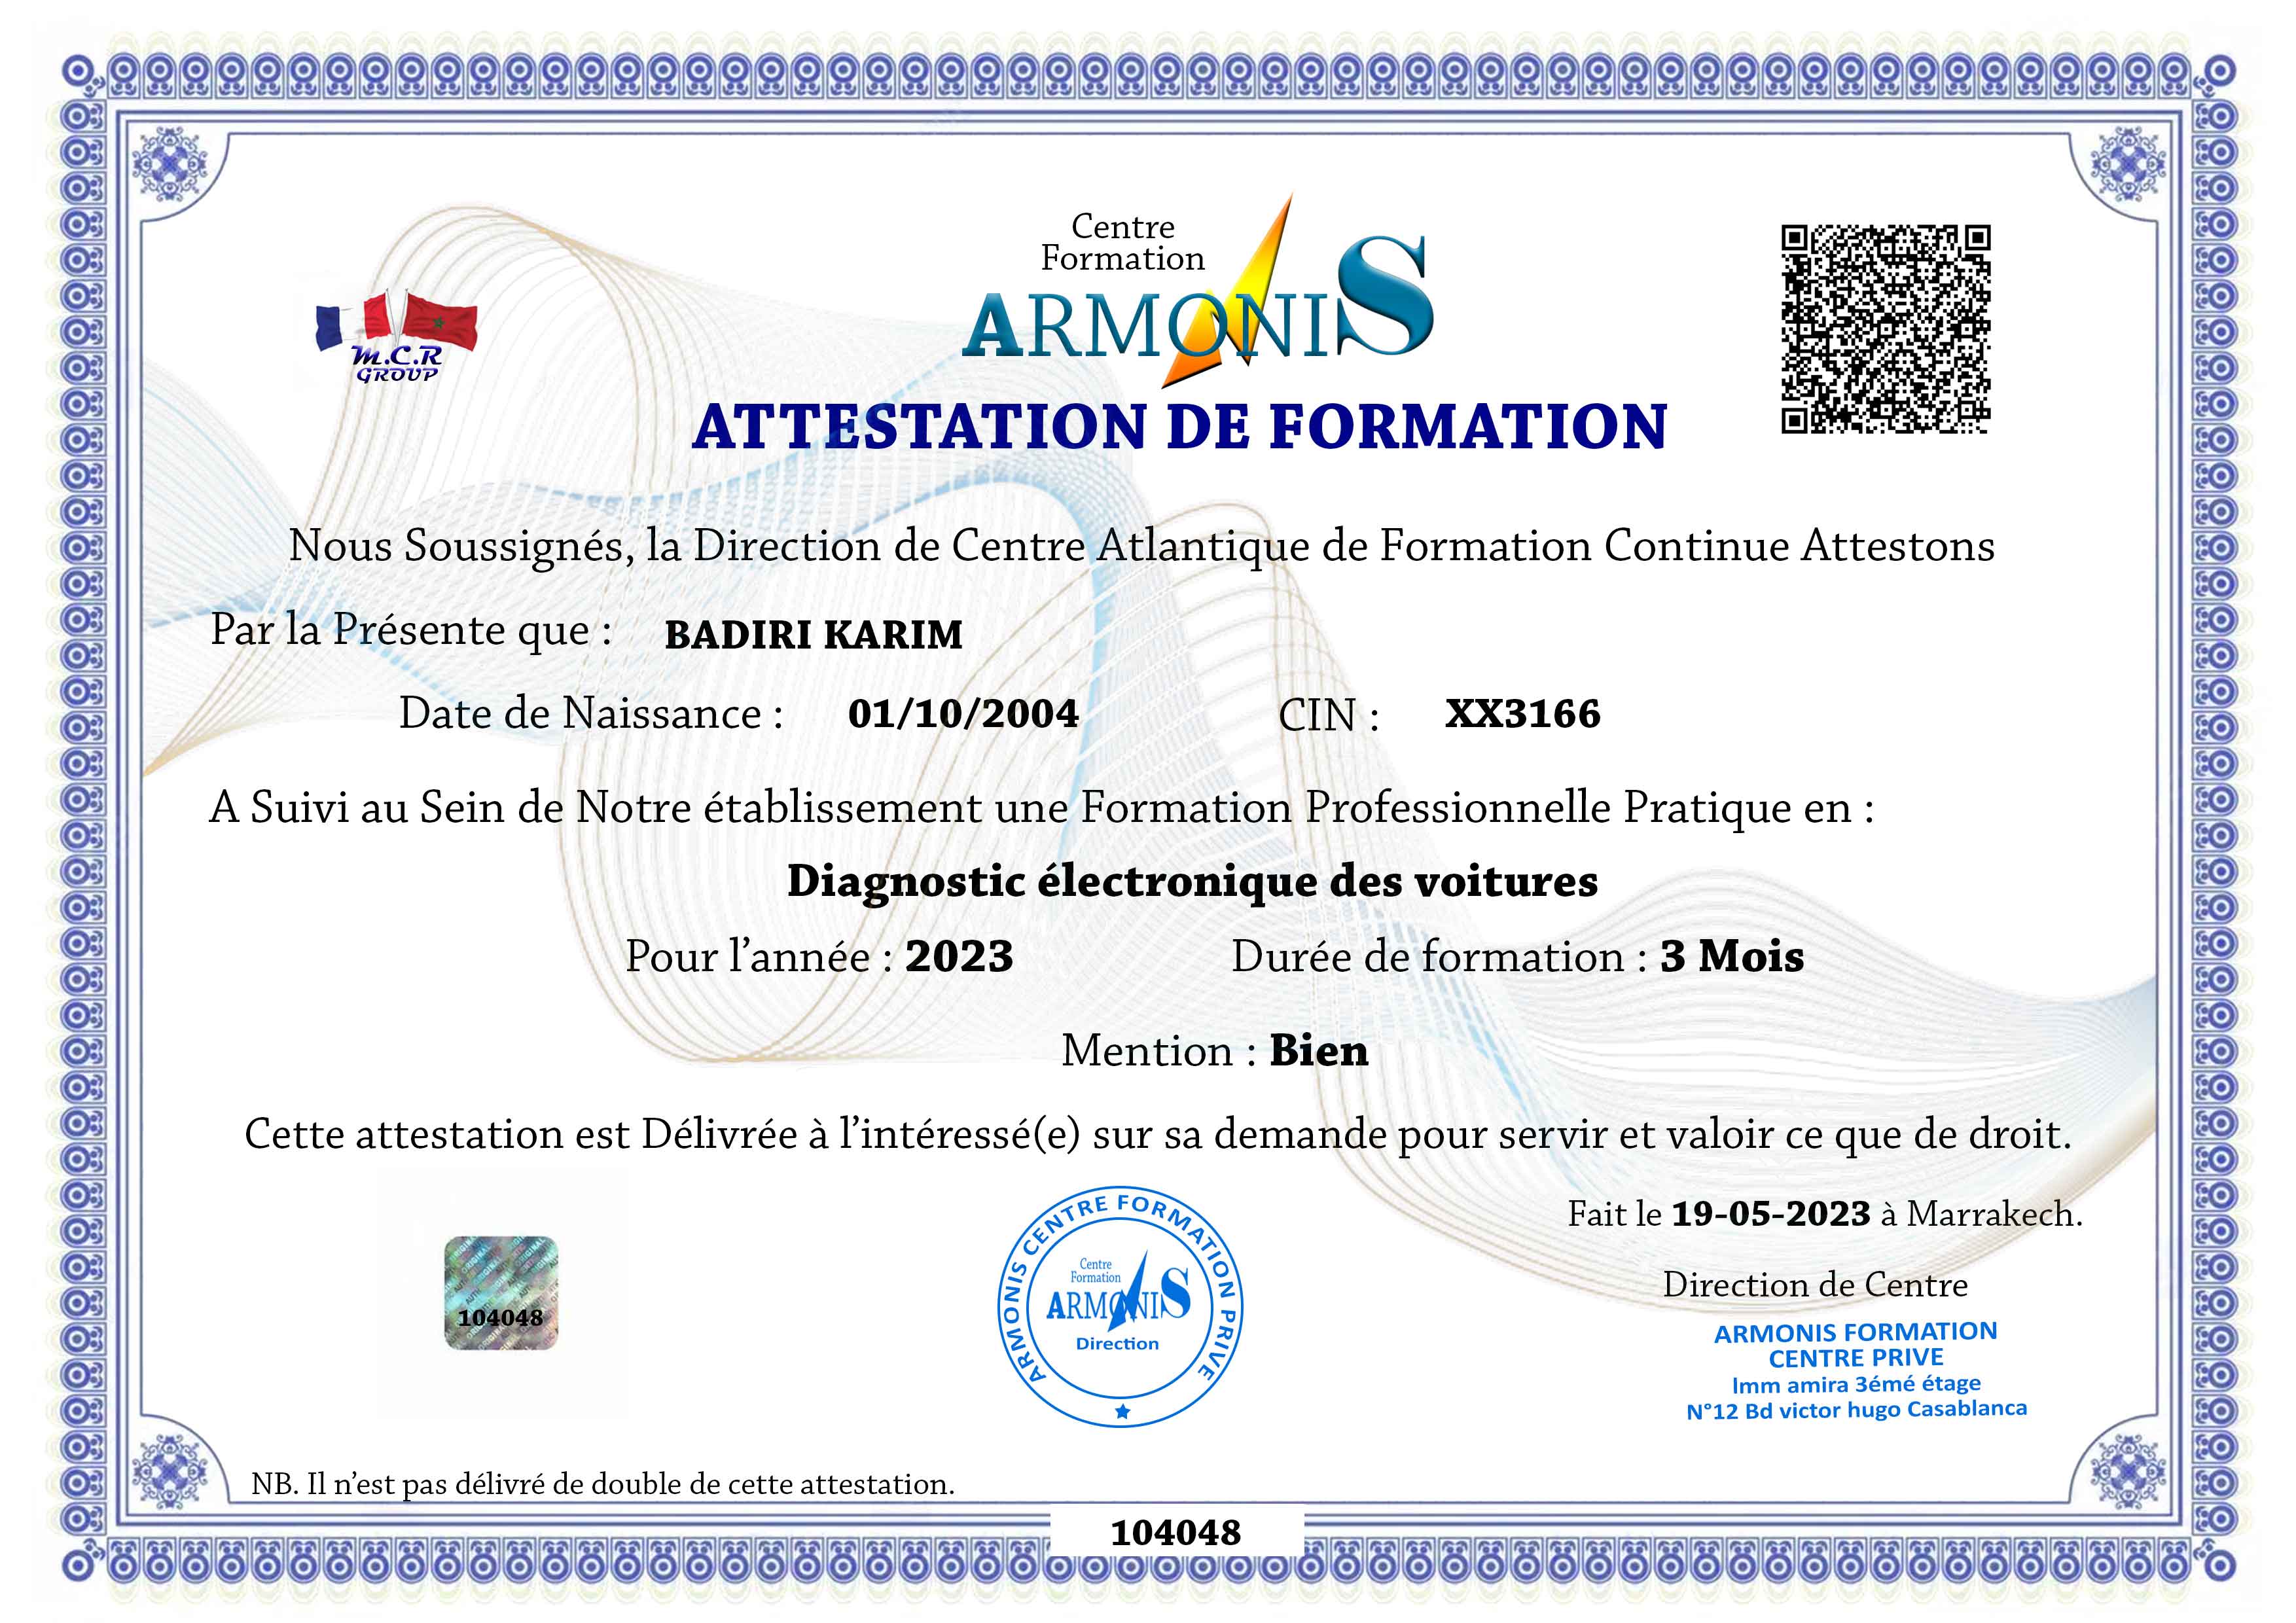 Centre
Formation
ARMONIS
M.C.R
GROUP
ATTESTATION DE FORMATION
Nous Soussignés, la Direction de Centre Atlantique de Formation Continue Attestons
Par la Présente que : BADIRI KARIM
Date de Naissance : 01/10/2004 CIN : XX3166
A Suivi au Sein de Notre établissement une Formation Professionnelle Pratique en :
Diagnostic électronique des voitures
Pour l'année : 2023 Durée de formation : 3 Mois
Mention : Bien
Cette attestation est Délivrée à l'intéressé(e) sur sa demande pour servir et valoir ce que de droit.
Fait le 19-05-2023 à Marrakech.
Direction de Centre
ARMONIS FORMATION
CENTRE PRIVE
Imm amira 3émé étage
N°12 Bd victor hugo Casablanca
ARMONIS CENTRE FORMATION PRIVE
Centre
Formation
ARMONIS
Direction
104048
NB. Il n'est pas délivré de double de cette attestation.
104048